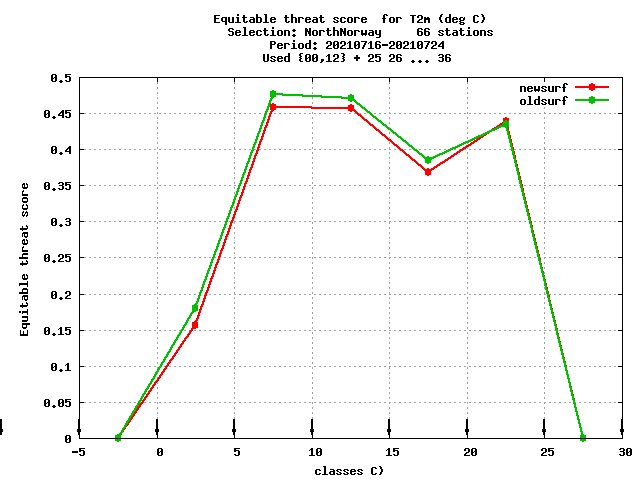 Equitable threat score  for T2m (deg C)
Selection: NorthNorway     66 stations
Period: 20210716-20210724
Used {00,12} + 25 26 ... 36
newsurf
oldsurf
Equitable threat score
0.5
0.45
0.4
0.35
0.3
0.25
0.2
0.15
0.1
0.05
0
-5 0 5 10 15 20 25 30
classes C)